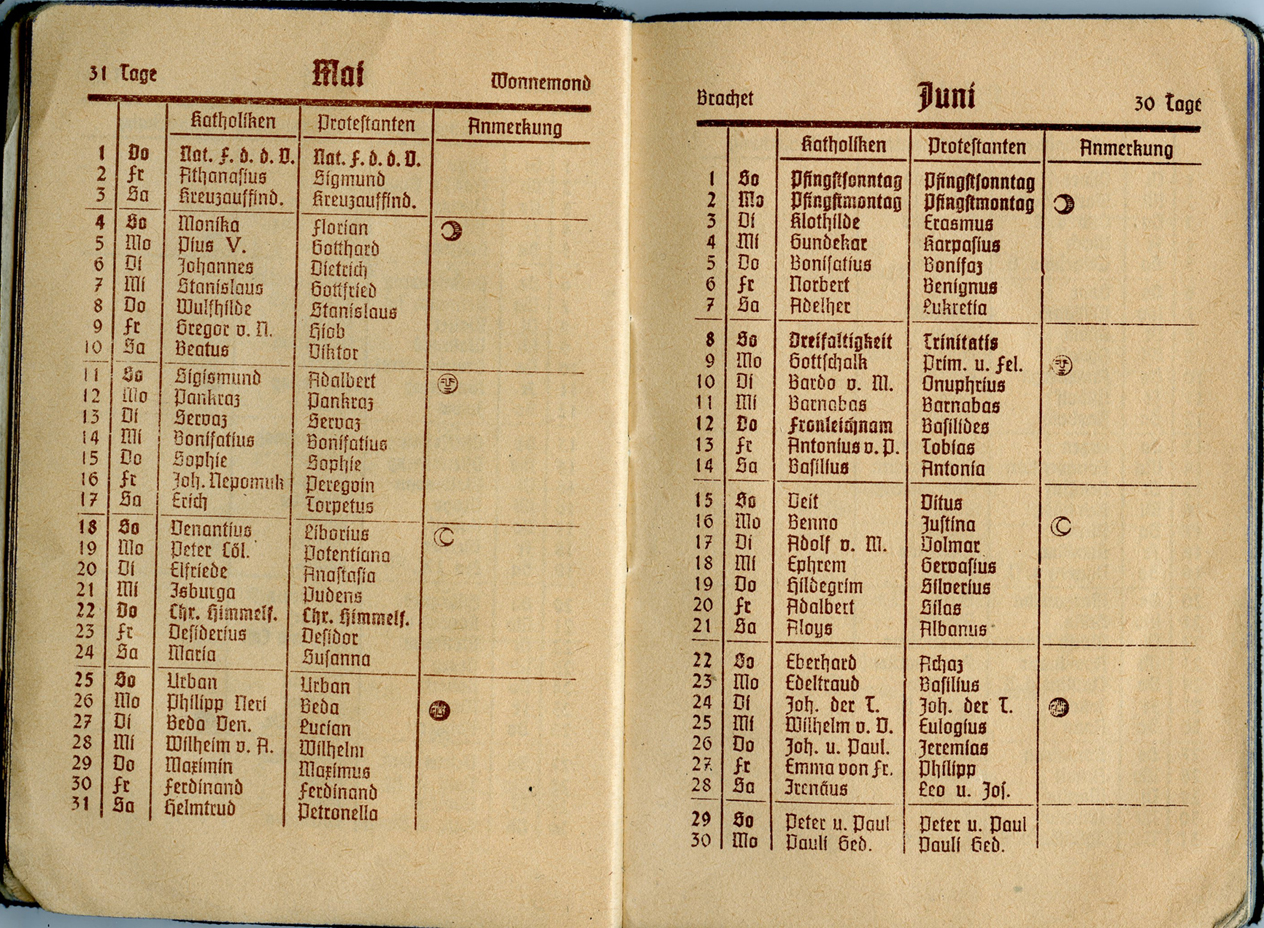 31 Tage Mai Wonnemond
Katholiken Protestanten Anmerkung
1 Do Nat. F. d. d. V. Nat. F. d. d. V.
2 Fr Athanasius Sigmund
3 Sa Kreuzauffind. Kreuzauffind.
4 So Monika Florian
5 Mo Pius V. Gotthard
6 Di Johannes Dietrich
7 Mi Stanislaus Gottfried
8 Do Wulfhilde Stanislaus
9 Fr Gregor v. N. Hiob
10 Sa Beatus Viktor
11 So Sigismund Adalbert
12 Mo Pankraz Pankraz
13 Di Servaz Servaz
14 Mi Bonifatius Bonifatius
15 Do Sophie Sophie
16 Fr Joh. Nepomuk Peregoin
17 Sa Erich Torpetus
18 So Venantius Liborius
19 Mo Peter Cöl. Potentiana
20 Di Elfriede Anastasia
21 Mi Isburga Pudens
22 Do Chr. Himmelf. Chr. Himmelf.
23 Fr Desiderius Desidor
24 Sa Maria Susanna
25 So Urban Urban
26 Mo Philipp Neri Beda
27 Di Beda Ven. Lucian
28 Mi Wilhelm v. A. Wilhelm
29 Do Maximin Maximus
30 Fr Ferdinand Ferdinand
31 Sa Helmtrud Petronella
Brachet Juni 30 Tage
Katholiken Protestanten Anmerkung
1 So Pfingstsonntag Pfingstsonntag
2 Mo Pfingstmontag Pfingstmontag
3 Di Klothilde Erasmus
4 Mi Gundekar Karpasius
5 Do Bonifatius Bonifaz
6 Fr Norbert Benignus
7 Sa Adelher Lukretia
8 So Dreifaltigkeit Trinitatis
9 Mo Gottschalk Prim. u. Fel.
10 Di Bardo v. M. Onuphrius
11 Mi Barnabas Barnabas
12 Do Fronleichnam Basilides
13 Fr Antonius v. P. Tobias
14 Sa Basilius Antonia
15 So Veit Vitus
16 Mo Benno Justina
17 Di Adolf v. M. Volmar
18 Mi Ephrem Gervasius
19 Do Hildegrim Silverius
20 Fr Adalbert Silas
21 Sa Aloys Albanus
22 So Eberhard Achaz
23 Mo Edeltraud Basilius
24 Di Joh. der T. Joh. der T.
25 Mi Wilhelm v. V. Eulogius
26 Do Joh. u. Paul. Jeremias
27 Fr Emma von Fr. Philipp
28 Sa Irenäus Leo u. Jos.
29 So Peter u. Paul Peter u. Paul
30 Mo Pauli Ged. Pauli Ged.